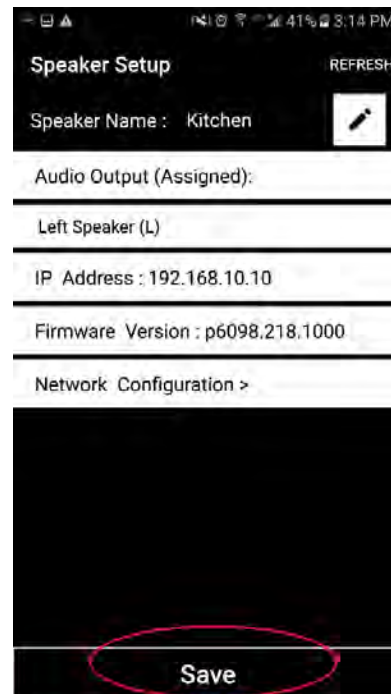 41% 3:14 PM
Speaker Setup REFRESH
Speaker Name : Kitchen
Audio Output (Assigned):
Left Speaker (L)
IP Address : 192.168.10.10
Firmware Version : p6098.218.1000
Network Configuration >
Save